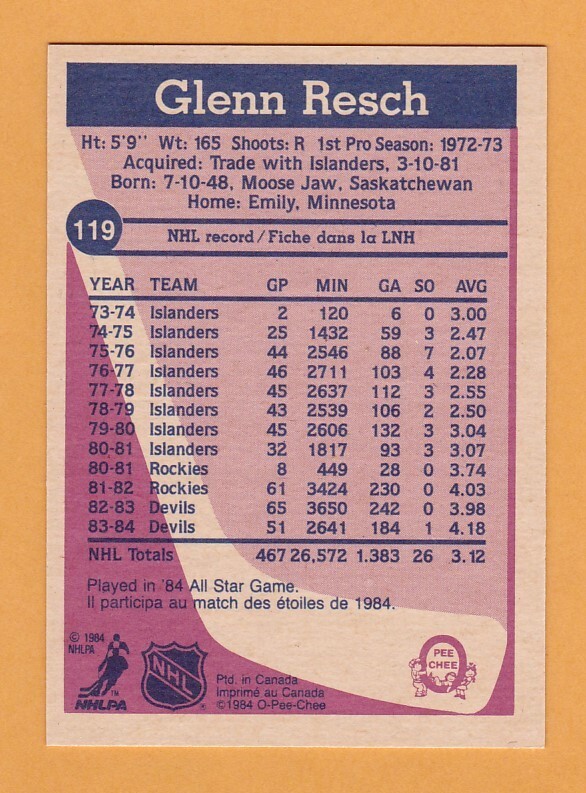 Glenn Resch
Ht: 5'9'' Wt: 165 Shoots: R 1st Pro Season: 1972-73
Acquired: Trade with Islanders, 3-10-81
Born: 7-10-48, Moose Jaw, Saskatchewan
Home: Emily, Minnesota
119
NHL record/Fiche dans la LNH
YEAR TEAM GP MIN GA SO AVG
73-74 Islanders 2 120 6 0 3.00
74-75 Islanders 25 1432 59 3 2.47
75-76 Islanders 44 2546 88 7 2.07
76-77 Islanders 46 2711 103 4 2.28
77-78 Islanders 45 2637 112 3 2.55
78-79 Islanders 43 2539 106 2 2.50
79-80 Islanders 45 2606 132 3 3.04
80-81 Islanders 32 1817 93 3 3.07
80-81 Rockies 8 449 28 0 3.74
81-82 Rockies 61 3424 230 0 4.03
82-83 Devils 65 3650 242 0 3.98
83-84 Devils 51 2641 184 1 4.18
NHL Totals 467 26,572 1.383 26 3.12
Played in '84 All Star Game.
Il participa au match des étoiles de 1984.
© 1984
NHLPA
TM
NHLPA
NHL
®
Ptd. in Canada
Imprimé au Canada
©1984 O-Pee-Chee
O
PEE
CHEE